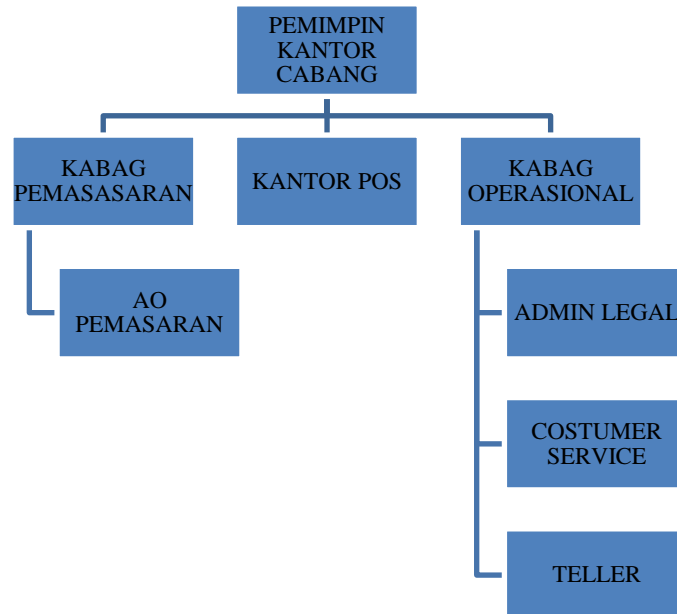 PEMIMPIN
KANTOR
CABANG
KABAG
PEMASASARAN
KANTOR POS
KABAG
OPERASIONAL
AO
PEMASARAN
ADMIN LEGAL
COSTUMER
SERVICE
TELLER